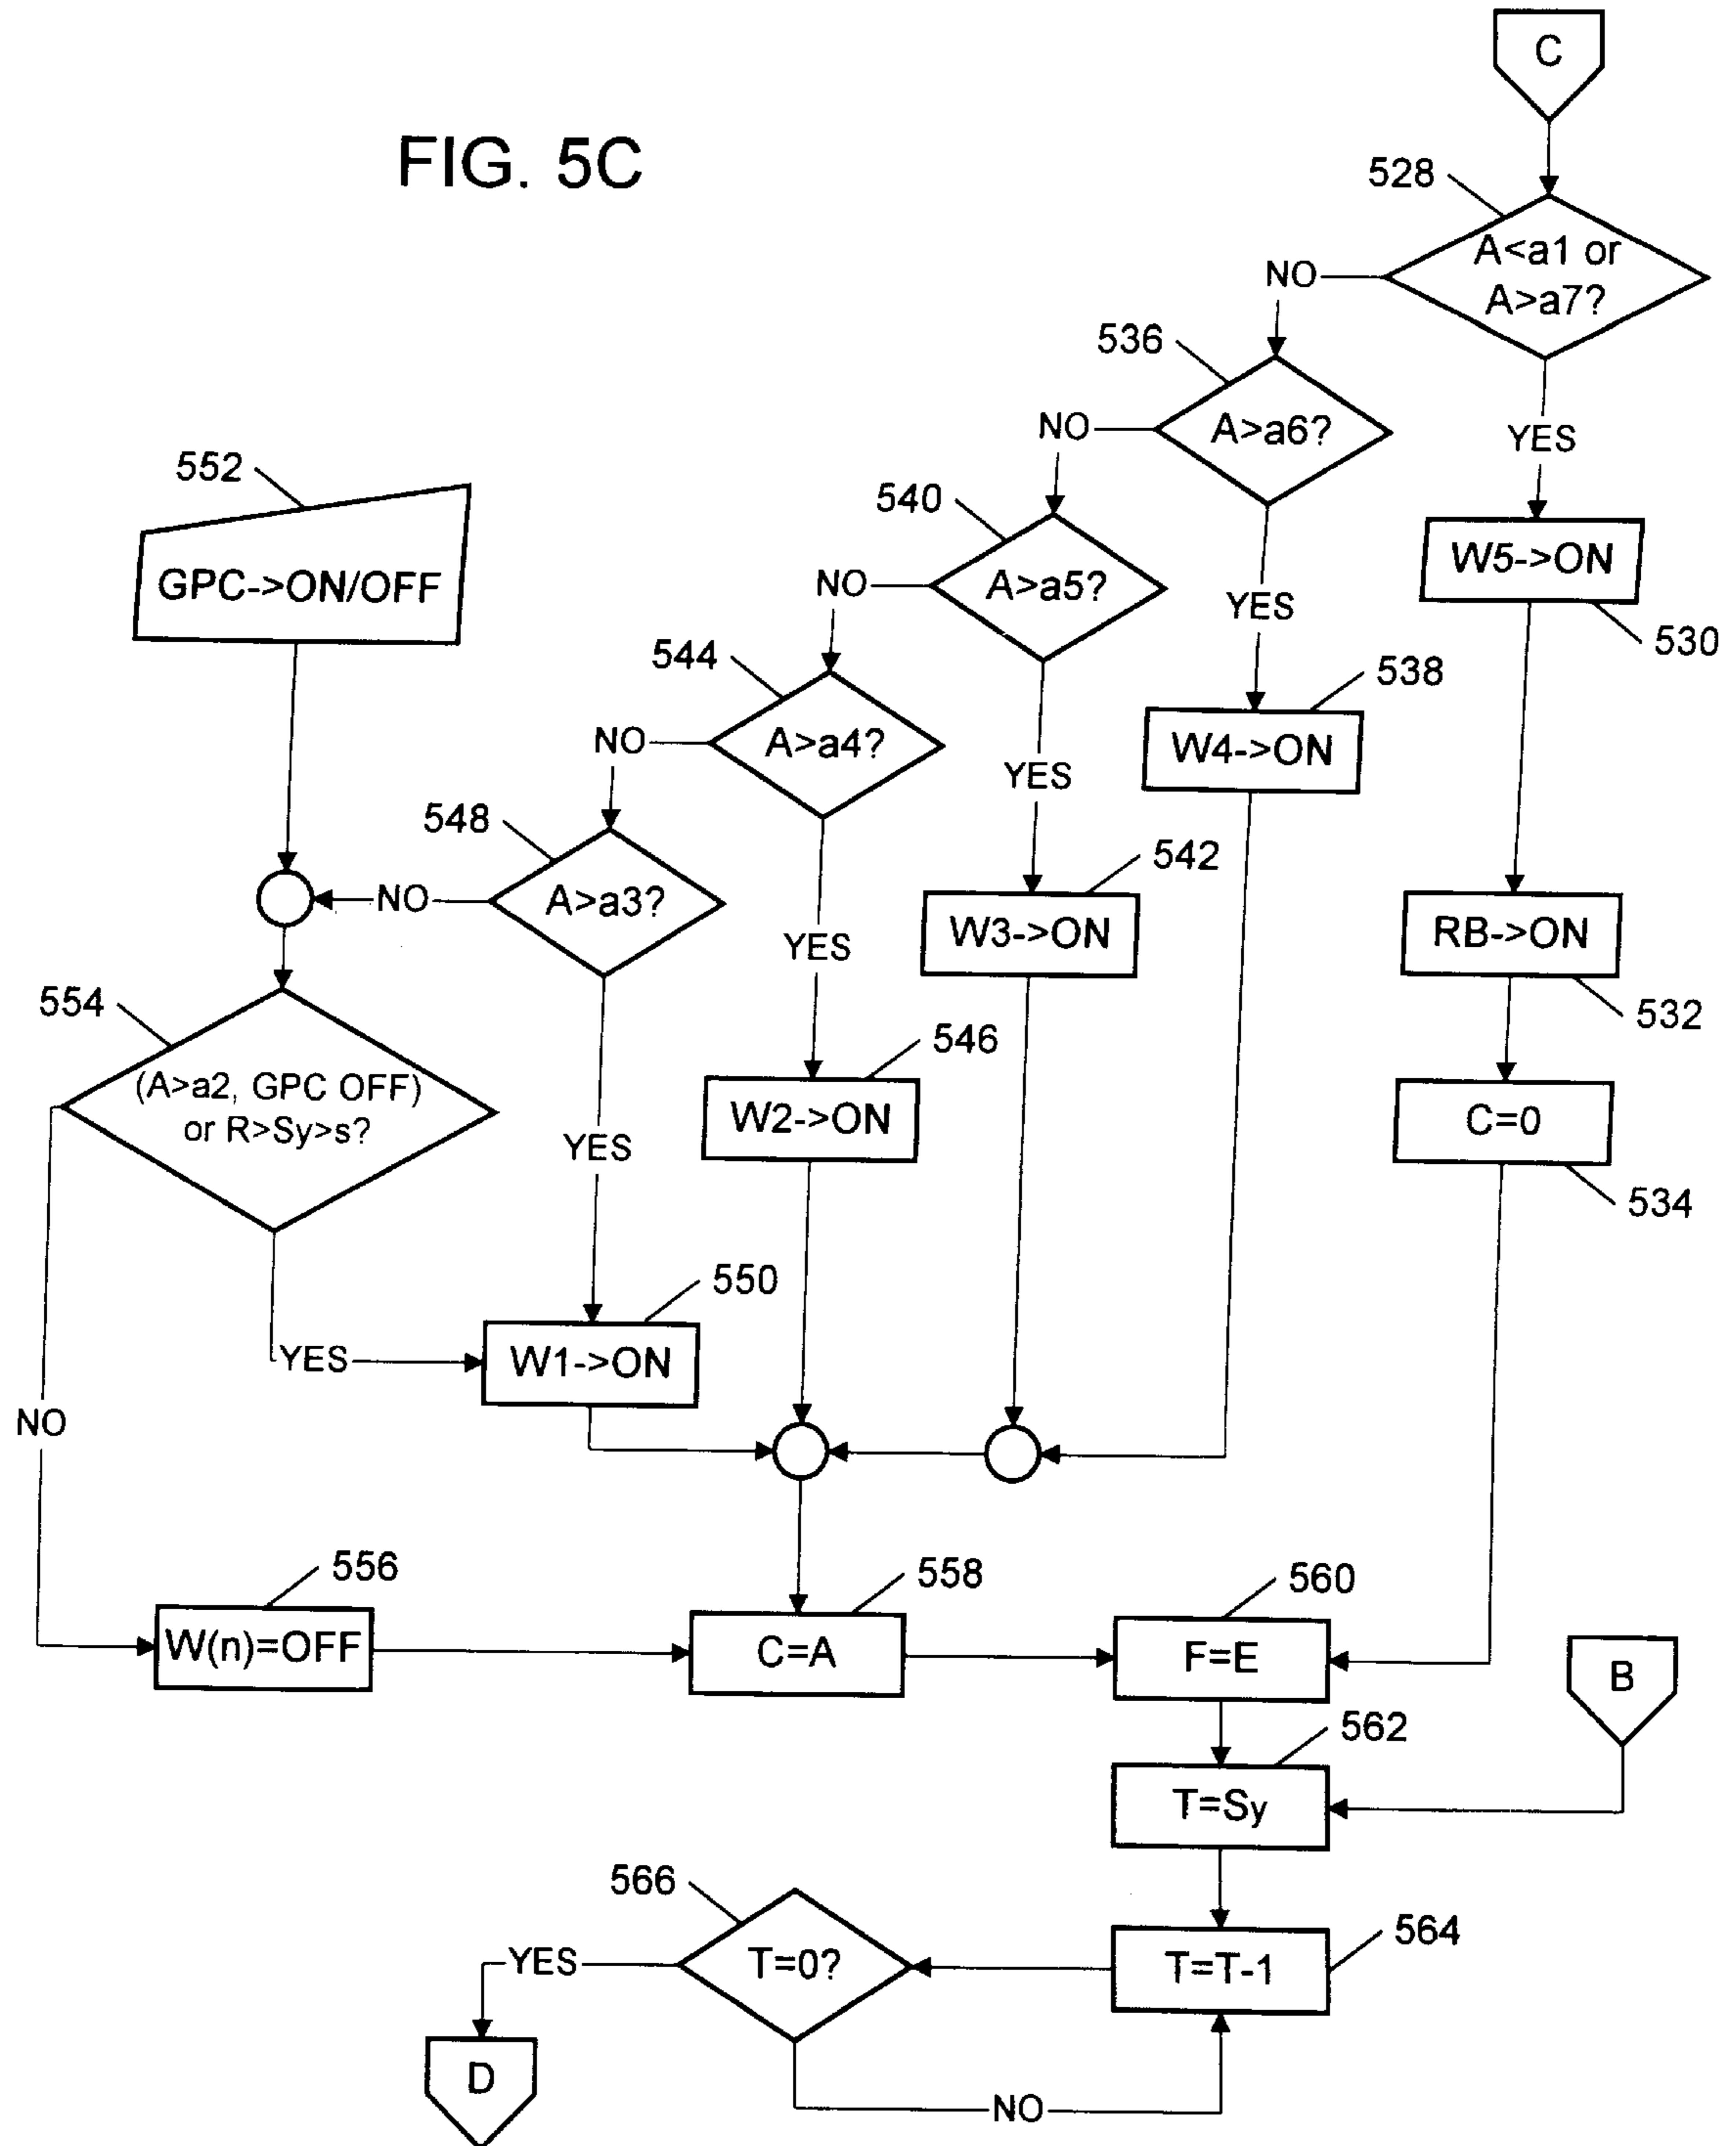 C
FIG. 5C
528
A<a1 or
A>a7?
NO
536
YES
A>a6?
NO
552
540
W5->ON
GPC->ON/OFF
A>a5?
NO
YES
530
544
538
A>a4?
NO
W4->ON
YES
548
542
A>a3?
NO
W3->ON
RB->ON
YES
554
532
546
(A>a2, GPC OFF)
or R>Sy>s?
W2->ON
C=0
YES
534
550
YES
W1->ON
NO
556
558
560
W(n)=OFF
C=A
F=E
B
562
T=Sy
566
564
YES
T=0?
T=T-1
D
NO